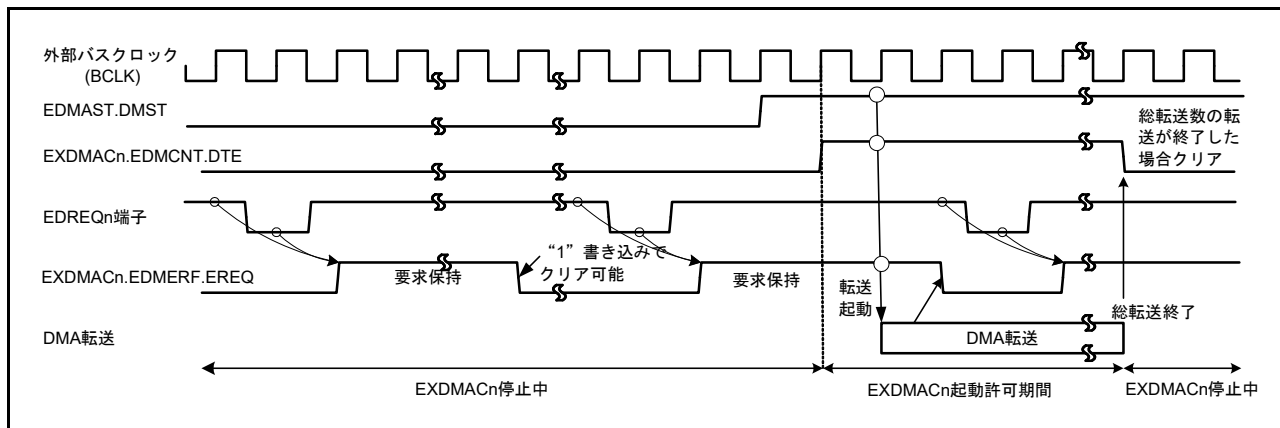 外部バスクロック
(BCLK)
EDMAST.DMST
総転送数の転
送が終了した
場合クリア
EXDMACn.EDMCNT.DTE
EDREQn端子
“1”書き込みで
クリア可能
EXDMACn.EDMERF.EREQ
要求保持
要求保持
転送
起動
総転送終了
DMA転送
DMA転送
EXDMACn停止中
EXDMACn起動許可期間
EXDMACn停止中